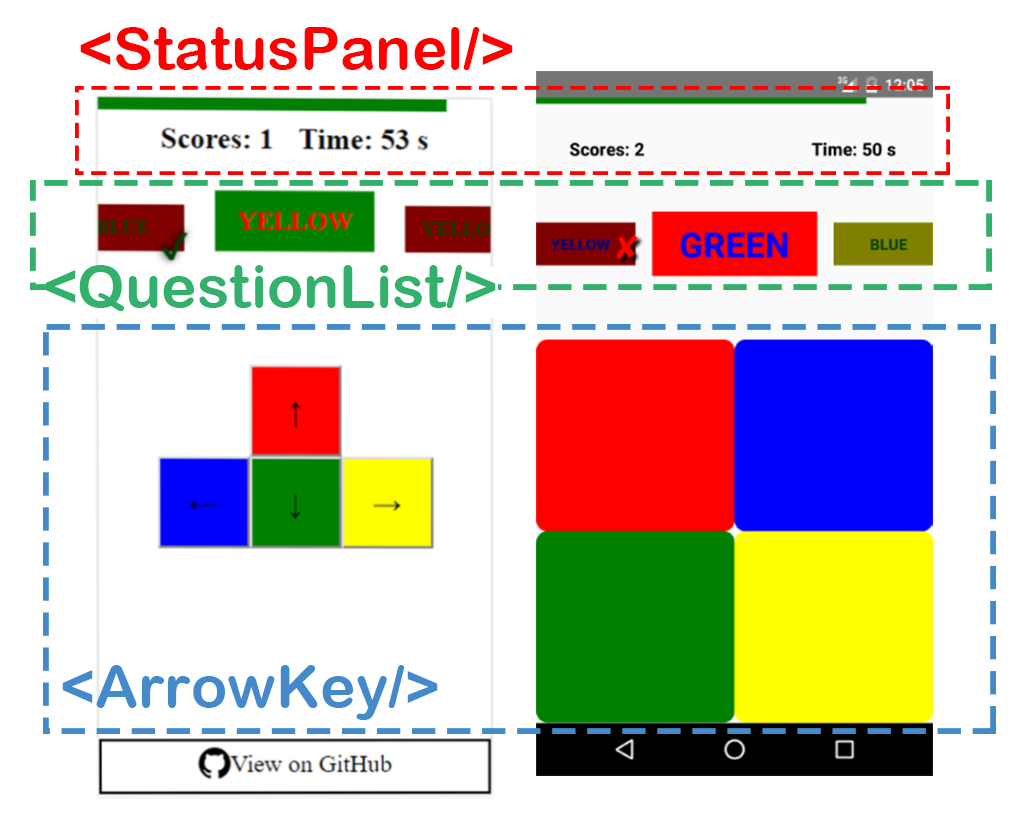 <StatusPanel/>
12:05
3G
Scores: 1 Time: 53 s
Scores: 2 Time: 50 s
BLUE YELLOW YELLO
YELLOW GREEN BLUE
<QuestionList/>
↑
← ↓ →
<ArrowKey/>
View on GitHub